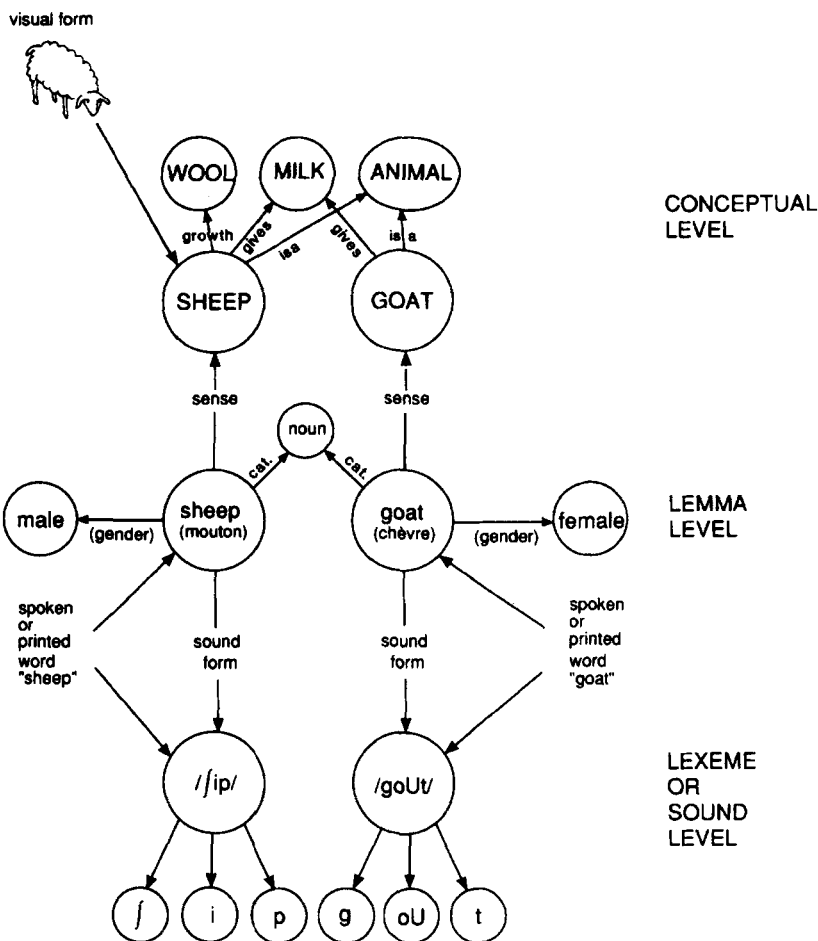 visual form
WOOL
MILK
ANIMAL
CONCEPTUAL
LEVEL
growth
gives
isa
gives
is a
SHEEP
GOAT
sense
sense
noun
cat.
cat.
male
(gender)
sheep
(mouton)
goat
(chèvre)
(gender)
female
LEMMA
LEVEL
spoken
or
printed
word
"sheep"
sound
form
sound
form
spoken
or
printed
word
"goat"
/ʃip/
/goUt/
LEXEME
OR
SOUND
LEVEL
ʃ
i
p
g
oU
t